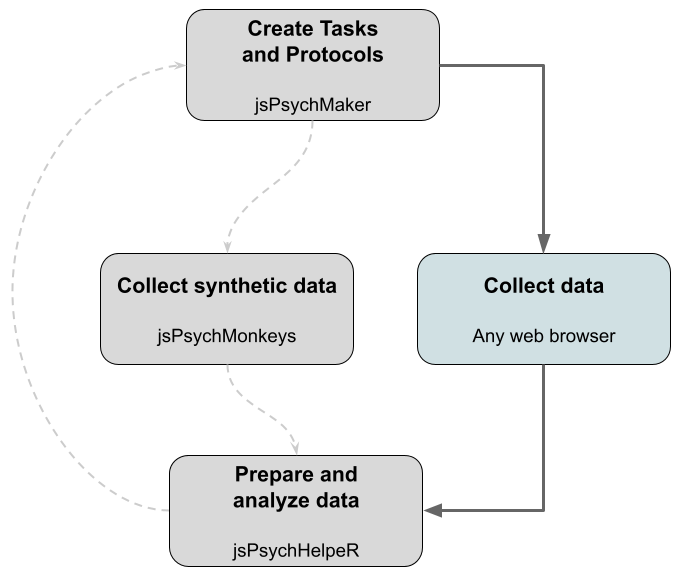 Create Tasks
and Protocols
jsPsychMaker
Collect synthetic data
jsPsychMonkeys
Collect data
Any web browser
Prepare and
analyze data
jsPsychHelpeR